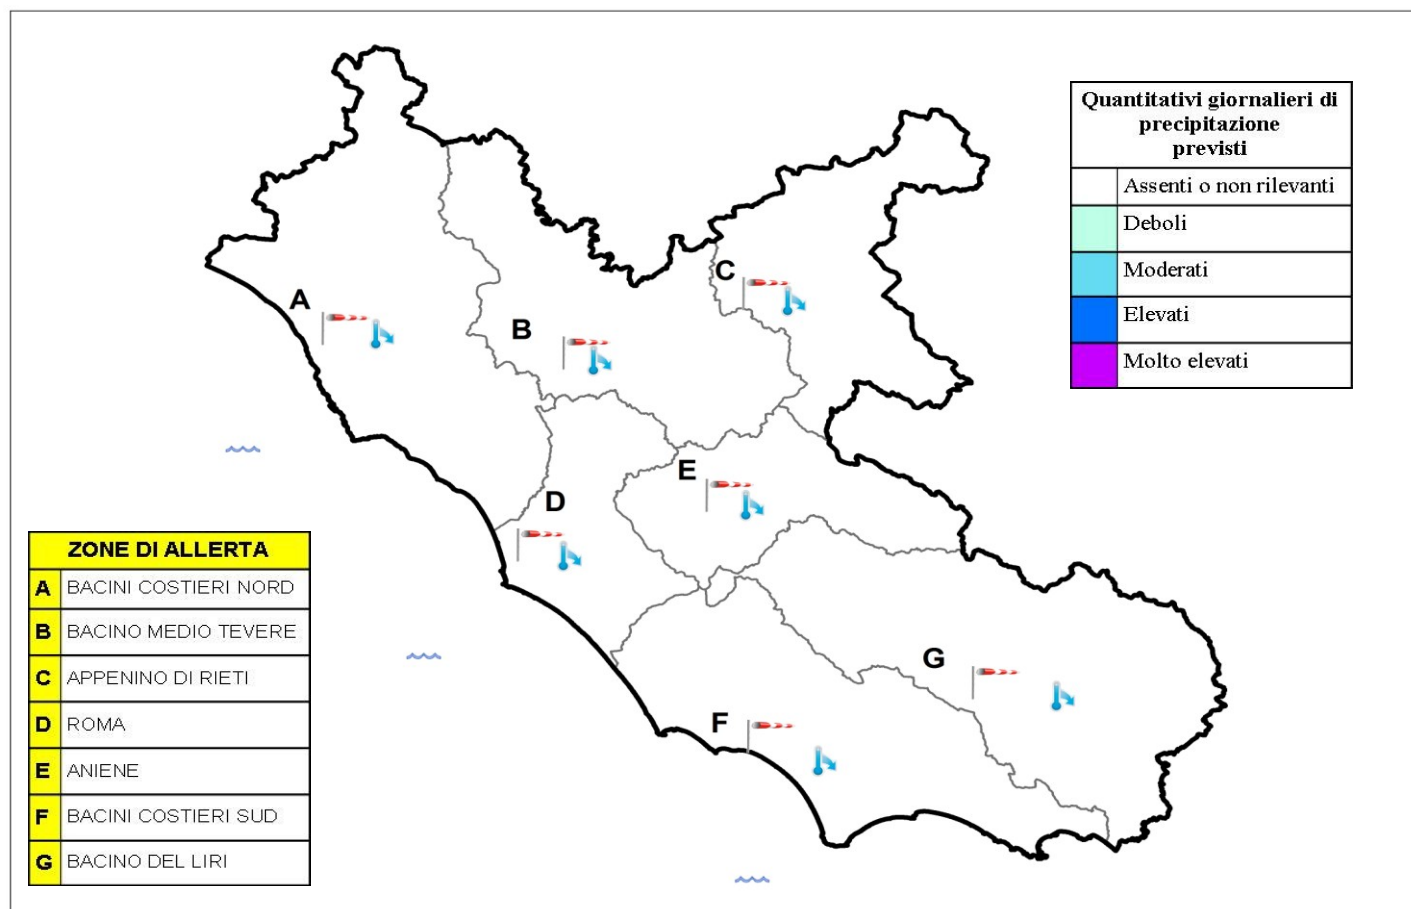 Quantitativi giornalieri di
precipitazione
previsti
Assenti o non rilevanti
Deboli
Moderati
Elevati
Molto elevati
C
A
B
E
D
G
F
ZONE DI ALLERTA
A BACINI COSTIERI NORD
B BACINO MEDIO TEVERE
C APPENINO DI RIETI
D ROMA
E ANIENE
F BACINI COSTIERI SUD
G BACINO DEL LIRI